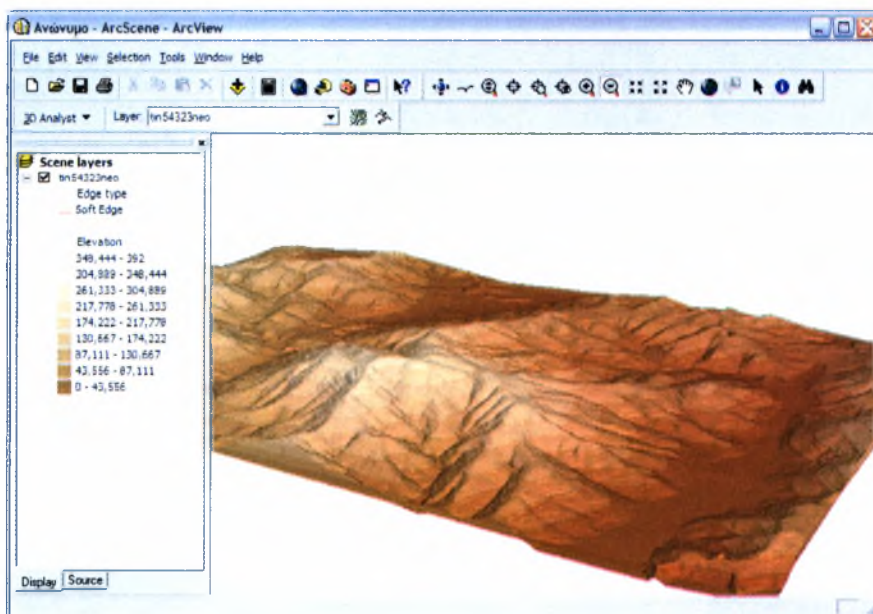 Ανώνυμο - ArcScene - ArcView
File Edit View Selection Tools Window Help
3D Analyst Layer: tin54323neo
Scene layers
tin54323neo
Edge type
Soft Edge
Elevation
348,444 - 392
304,889 - 348,444
261,333 - 304,889
217,778 - 261,333
174,222 - 217,778
130,667 - 174,222
87,111 - 130,667
43,556 - 87,111
0 - 43,556
Display Source